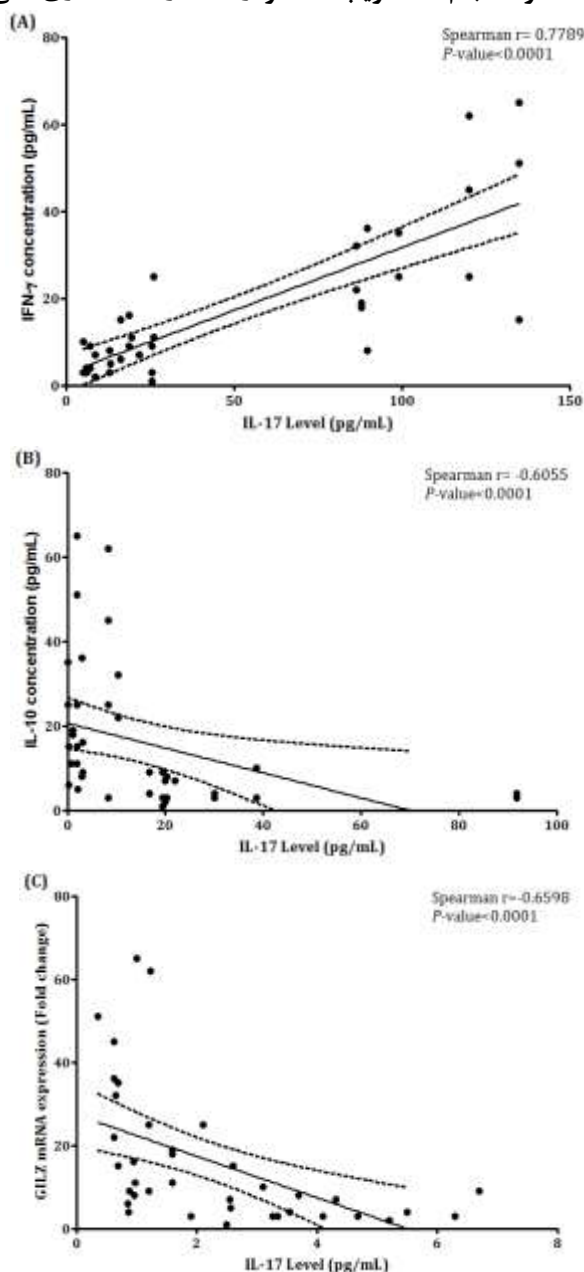 (A)
Spearman r= 0.7789
P-value<0.0001
80
60
40
20
0
0
50
100
150
IFN-γ concentration (pg/mL)
IL-17 Level (pg/mL)
(B)
Spearman r= -0.6055
P-value<0.0001
80
60
40
20
0
0
20
40
60
80
100
IL-10 concentration (pg/mL)
IL-17 Level (pg/mL)
(C)
Spearman r=-0.6598
P-value<0.0001
80
60
40
20
0
0
2
4
6
8
GILZ mRNA expression (Fold change)
IL-17 Level (pg/mL)